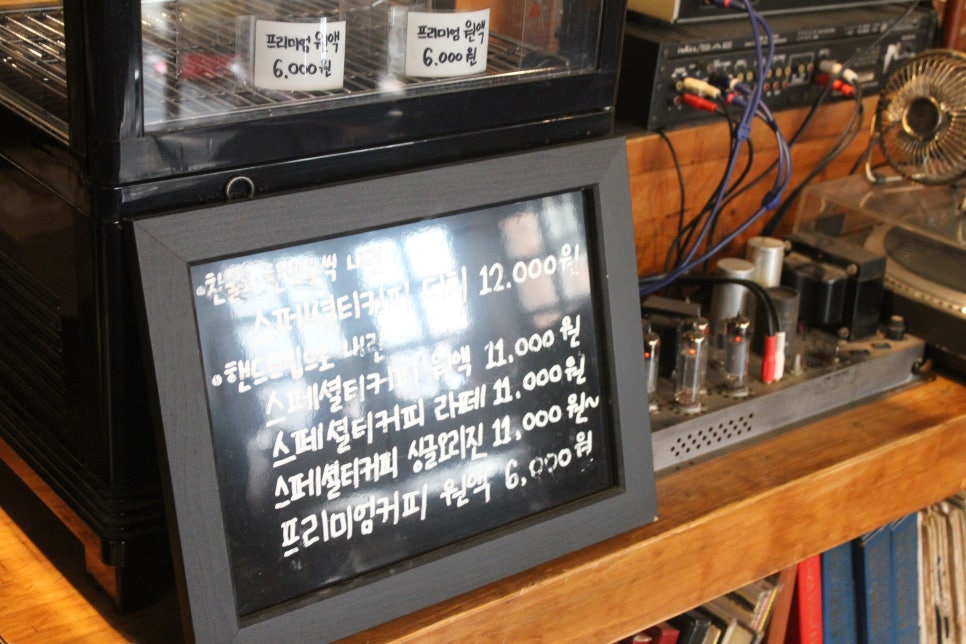 프리미엄 원액
6.000원
프리미엄 원액
6.000원
스페셜티커피 더치 12.000원
•핸드드립으로 내린
스페셜티커피 원액 11.000원
스페셜티커피 라떼 11.000원
스페셜티커피 싱글오리진 11,000원~
프리미엄커피 원액 6,000원